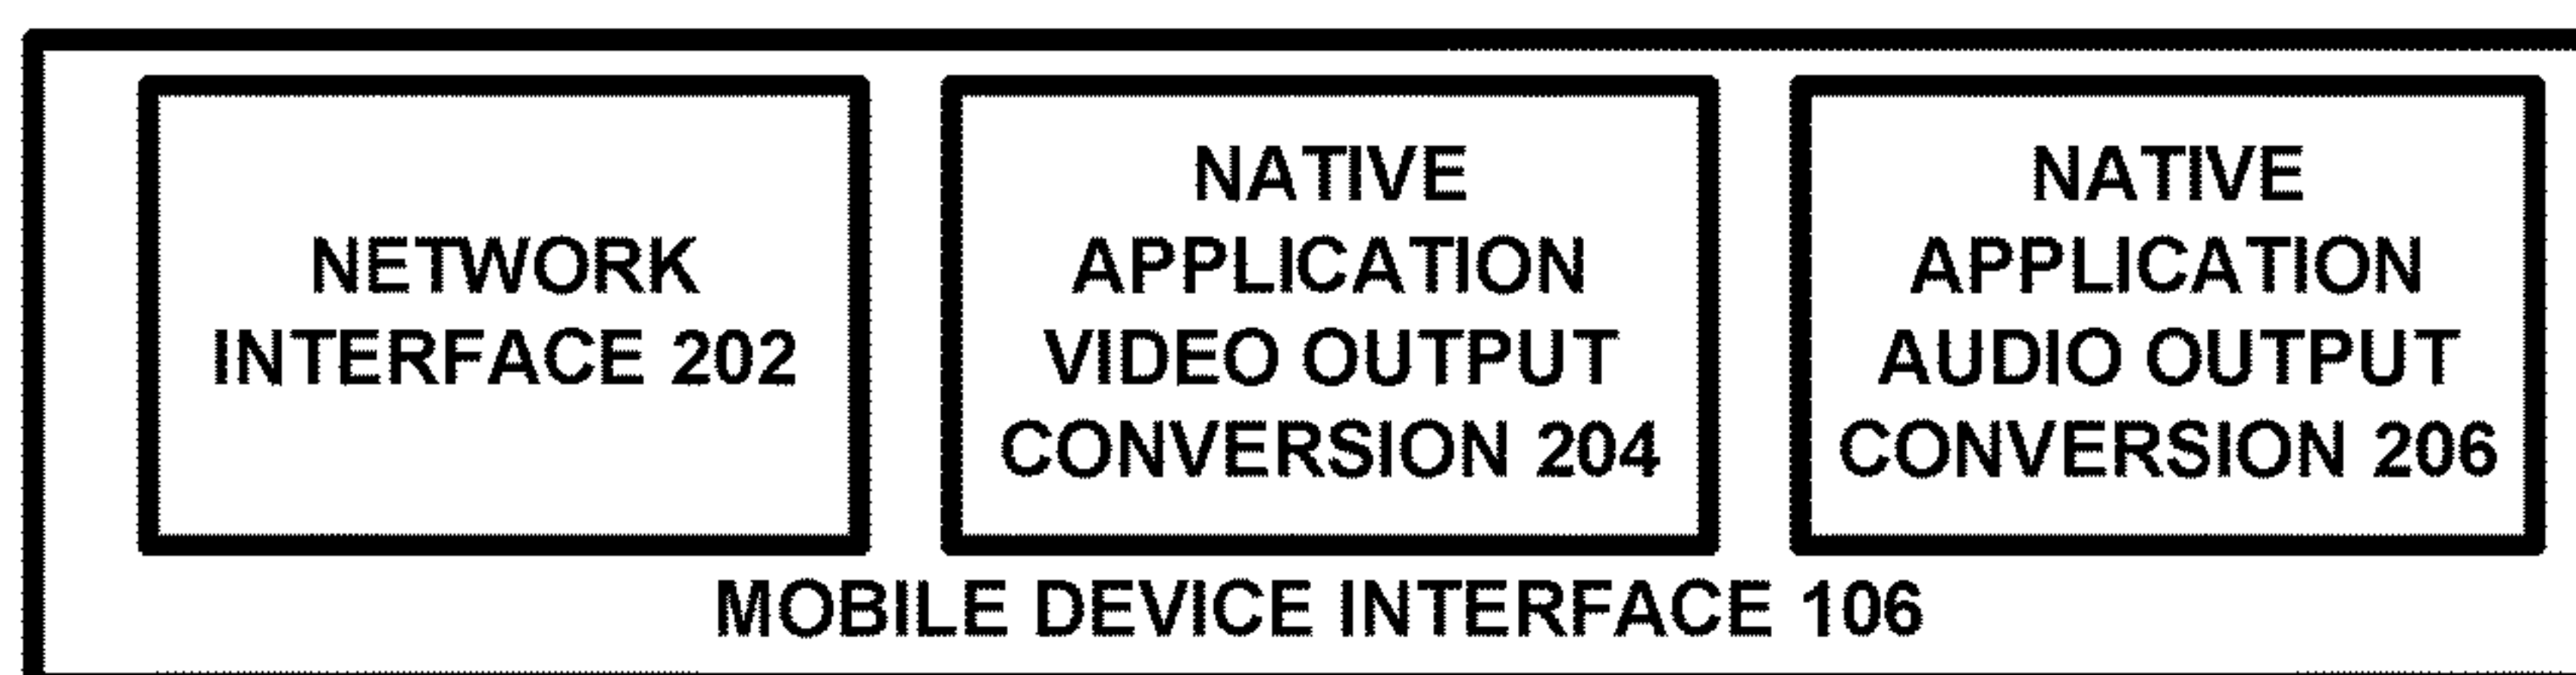 NETWORK
INTERFACE 202
NATIVE
APPLICATION
VIDEO OUTPUT
CONVERSION 204
NATIVE
APPLICATION
AUDIO OUTPUT
CONVERSION 206
MOBILE DEVICE INTERFACE 106